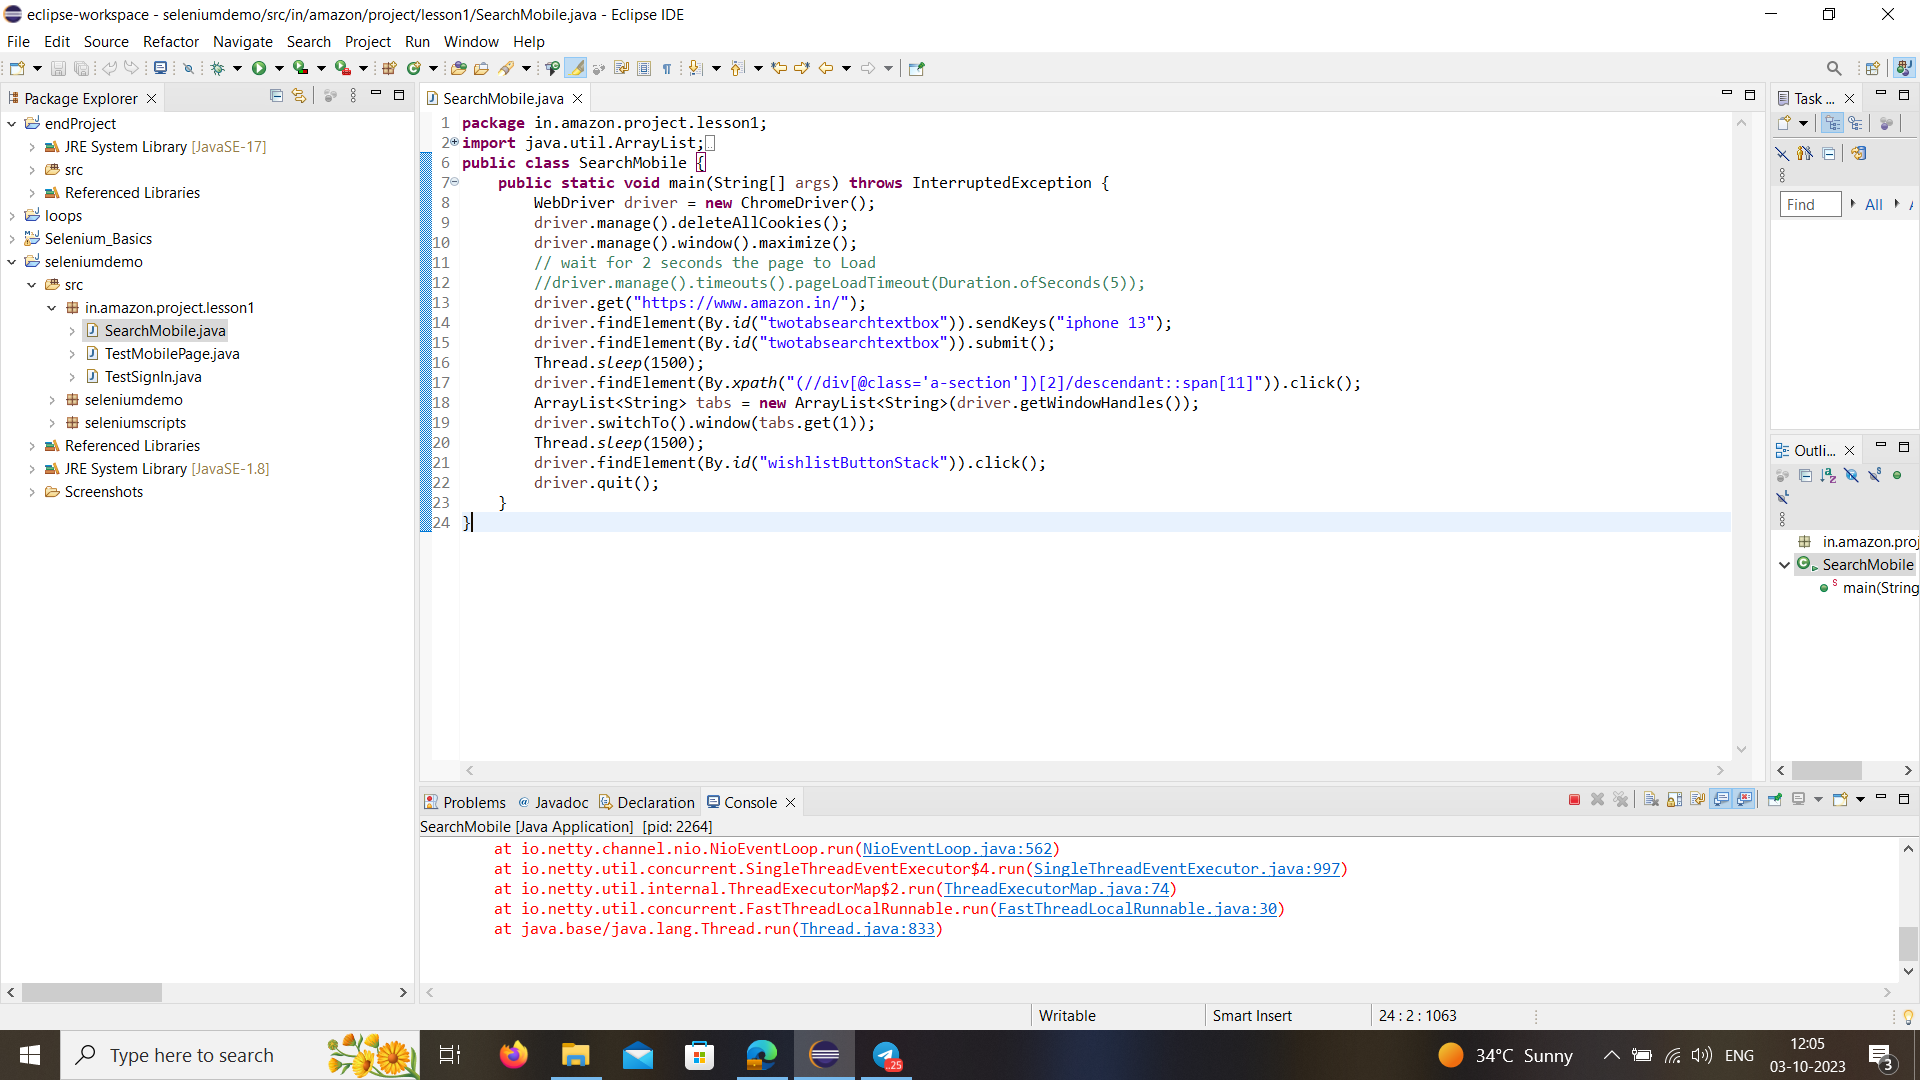 eclipse-workspace - seleniumdemo/src/in/amazon/project/lesson1/SearchMobile.java - Eclipse IDE
File Edit Source Refactor Navigate Search Project Run Window Help
Package Explorer
endProject
JRE System Library [JavaSE-17]
src
Referenced Libraries
loops
Selenium_Basics
seleniumdemo
src
in.amazon.project.lesson1
SearchMobile.java
TestMobilePage.java
TestSignIn.java
seleniumdemo
seleniumscripts
Referenced Libraries
JRE System Library [JavaSE-1.8]
Screenshots
SearchMobile.java
1 package in.amazon.project.lesson1;
2 import java.util.ArrayList;
6 public class SearchMobile {
7 public static void main(String[] args) throws InterruptedException {
8 WebDriver driver = new ChromeDriver();
9 driver.manage().deleteAllCookies();
10 driver.manage().window().maximize();
11 // wait for 2 seconds the page to Load
12 //driver.manage().timeouts().pageLoadTimeout(Duration.ofSeconds(5));
13 driver.get("https://www.amazon.in/");
14 driver.findElement(By.id("twotabsearchtextbox")).sendKeys("iphone 13");
15 driver.findElement(By.id("twotabsearchtextbox")).submit();
16 Thread.sleep(1500);
17 driver.findElement(By.xpath("(//div[@class='a-section'])[2]/descendant::span[11]")).click();
18 ArrayList<String> tabs = new ArrayList<String>(driver.getWindowHandles());
19 driver.switchTo().window(tabs.get(1));
20 Thread.sleep(1500);
21 driver.findElement(By.id("wishlistButtonStack")).click();
22 driver.quit();
23 }
24 }
Task ...
Find All
Outli...
in.amazon.proj
SearchMobile
main(String
Problems Javadoc Declaration Console
SearchMobile [Java Application] [pid: 2264]
at io.netty.channel.nio.NioEventLoop.run(NioEventLoop.java:562)
at io.netty.util.concurrent.SingleThreadEventExecutor$4.run(SingleThreadEventExecutor.java:997)
at io.netty.util.internal.ThreadExecutorMap$2.run(ThreadExecutorMap.java:74)
at io.netty.util.concurrent.FastThreadLocalRunnable.run(FastThreadLocalRunnable.java:30)
at java.base/java.lang.Thread.run(Thread.java:833)
Writable Smart Insert 24 : 2 : 1063
Type here to search
..25
34°C Sunny
ENG
12:05
03-10-2023
3